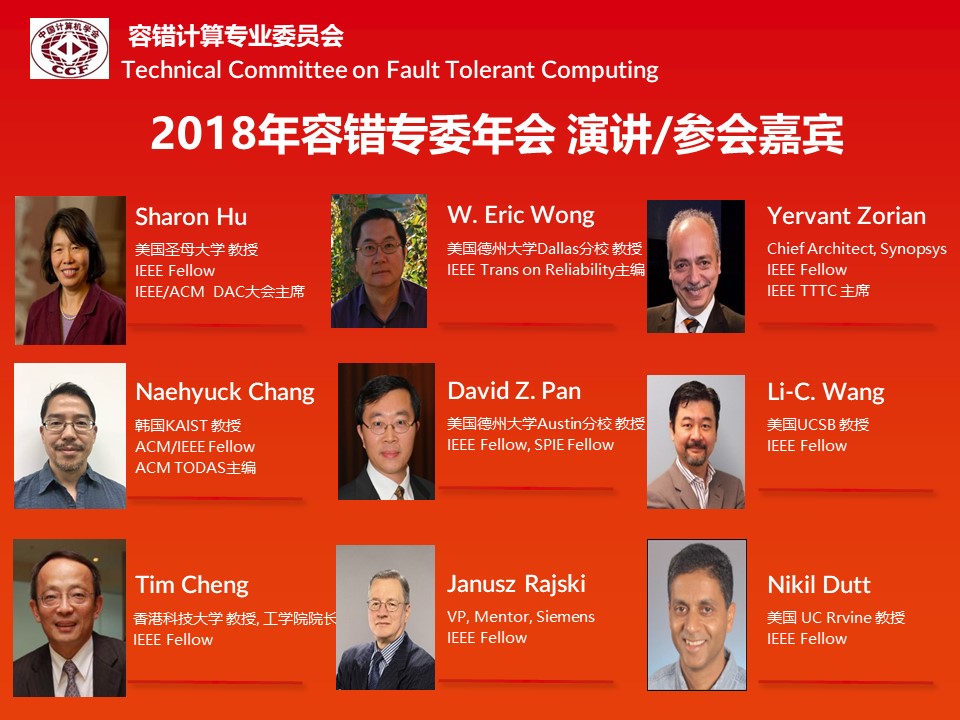 中国计算机学会
CCF
容错计算专业委员会
Technical Committee on Fault Tolerant Computing
2018年容错专委年会 演讲/参会嘉宾
Sharon Hu
美国圣母大学 教授
IEEE Fellow
IEEE/ACM DAC大会主席
W. Eric Wong
美国德州大学Dallas分校 教授
IEEE Trans on Reliability主编
Yervant Zorian
Chief Architect, Synopsys
IEEE Fellow
IEEE TTTC 主席
Naehyuck Chang
韩国KAIST 教授
ACM/IEEE Fellow
ACM TODAS主编
David Z. Pan
美国德州大学Austin分校 教授
IEEE Fellow, SPIE Fellow
Li-C. Wang
美国UCSB 教授
IEEE Fellow
Tim Cheng
香港科技大学 教授, 工学院院长
IEEE Fellow
Janusz Rajski
VP, Mentor, Siemens
IEEE Fellow
Nikil Dutt
美国 UC Rrvine 教授
IEEE Fellow